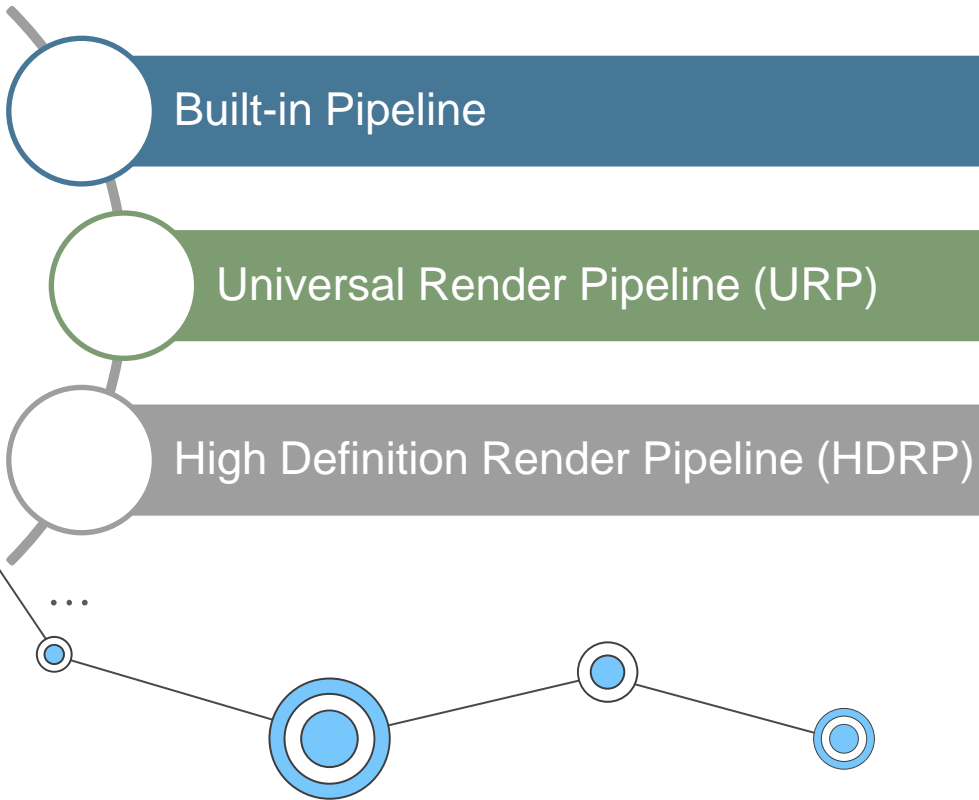 Built-in Pipeline
Universal Render Pipeline (URP)
High Definition Render Pipeline (HDRP)
…